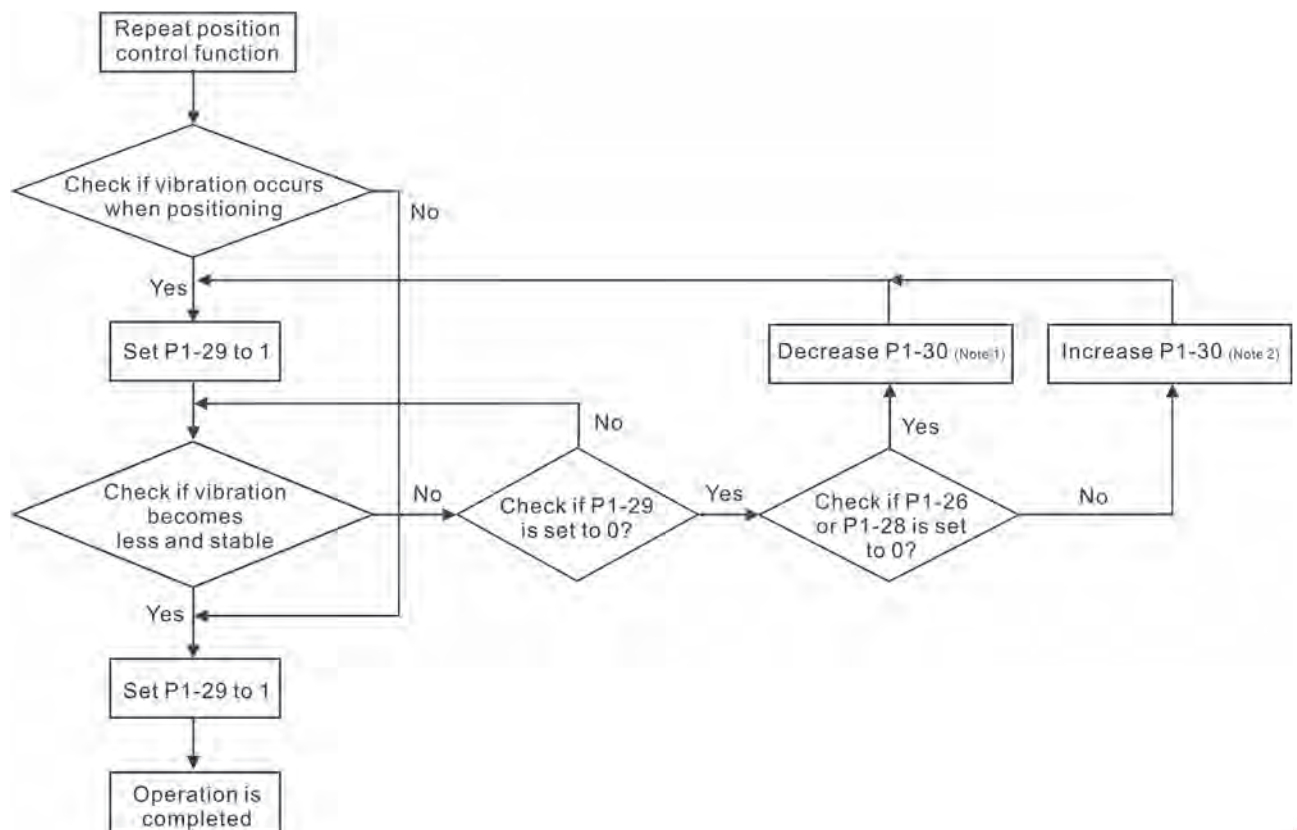 Repeat position
control function
Check if vibration occurs
when positioning
No
Yes
Set P1-29 to 1
Decrease P1-30 (Note 1)
Increase P1-30 (Note 2)
No
Yes
Check if vibration
becomes
less and stable
No
Check if P1-29
is set to 0?
Yes
Check if P1-26
or P1-28 is set
to 0?
No
Yes
Set P1-29 to 1
Operation is
completed